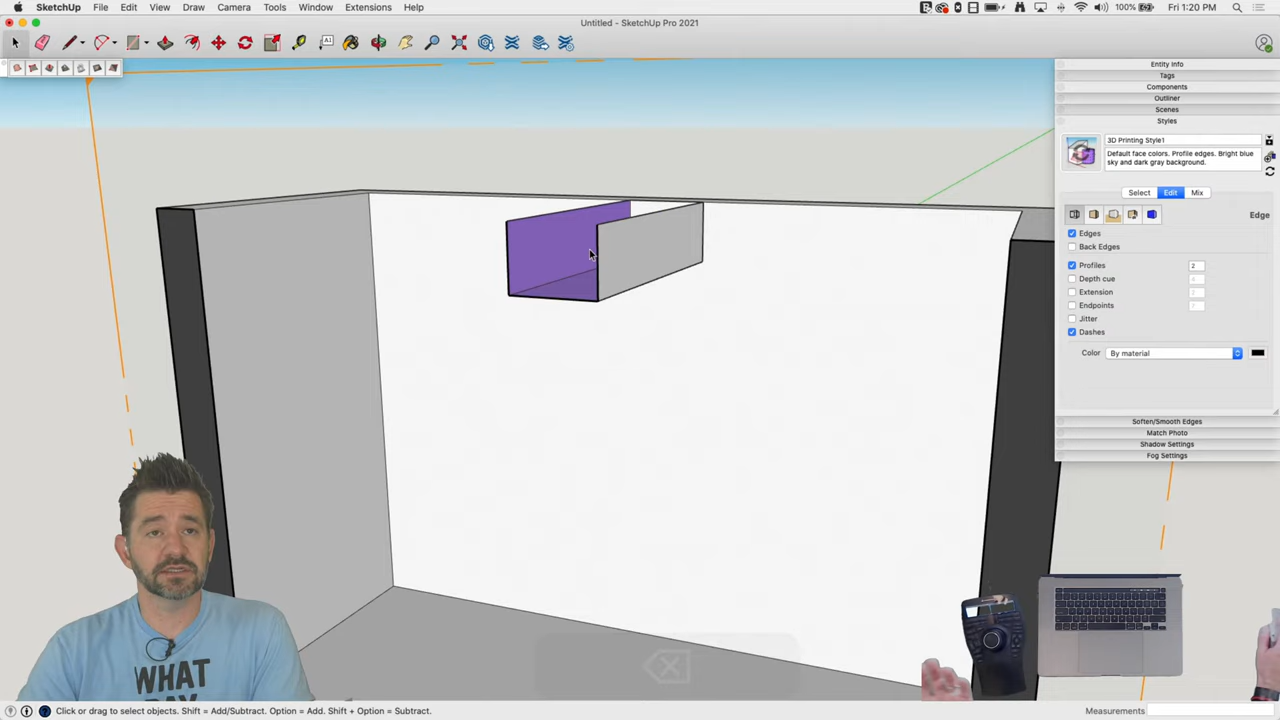 SketchUp File Edit View Draw Camera Tools Window Extensions Help 100% Fri 1:20 PM
Untitled - SketchUp Pro 2021
Entity Info
Tags
Components
Outliner
Scenes
Styles
3D Printing Style1
Default face colors. Profile edges. Bright blue
sky and dark gray background.
Select Edit Mix
Edge
Edges
Back Edges
Profiles 2
Depth cue
Extension
Endpoints
Jitter
Dashes
Color By material
Soften/Smooth Edges
Match Photo
Shadow Settings
Fog Settings
WHAT
DAY
Click or drag to select objects. Shift = Add/Subtract. Option = Add. Shift + Option = Subtract.
Measurements